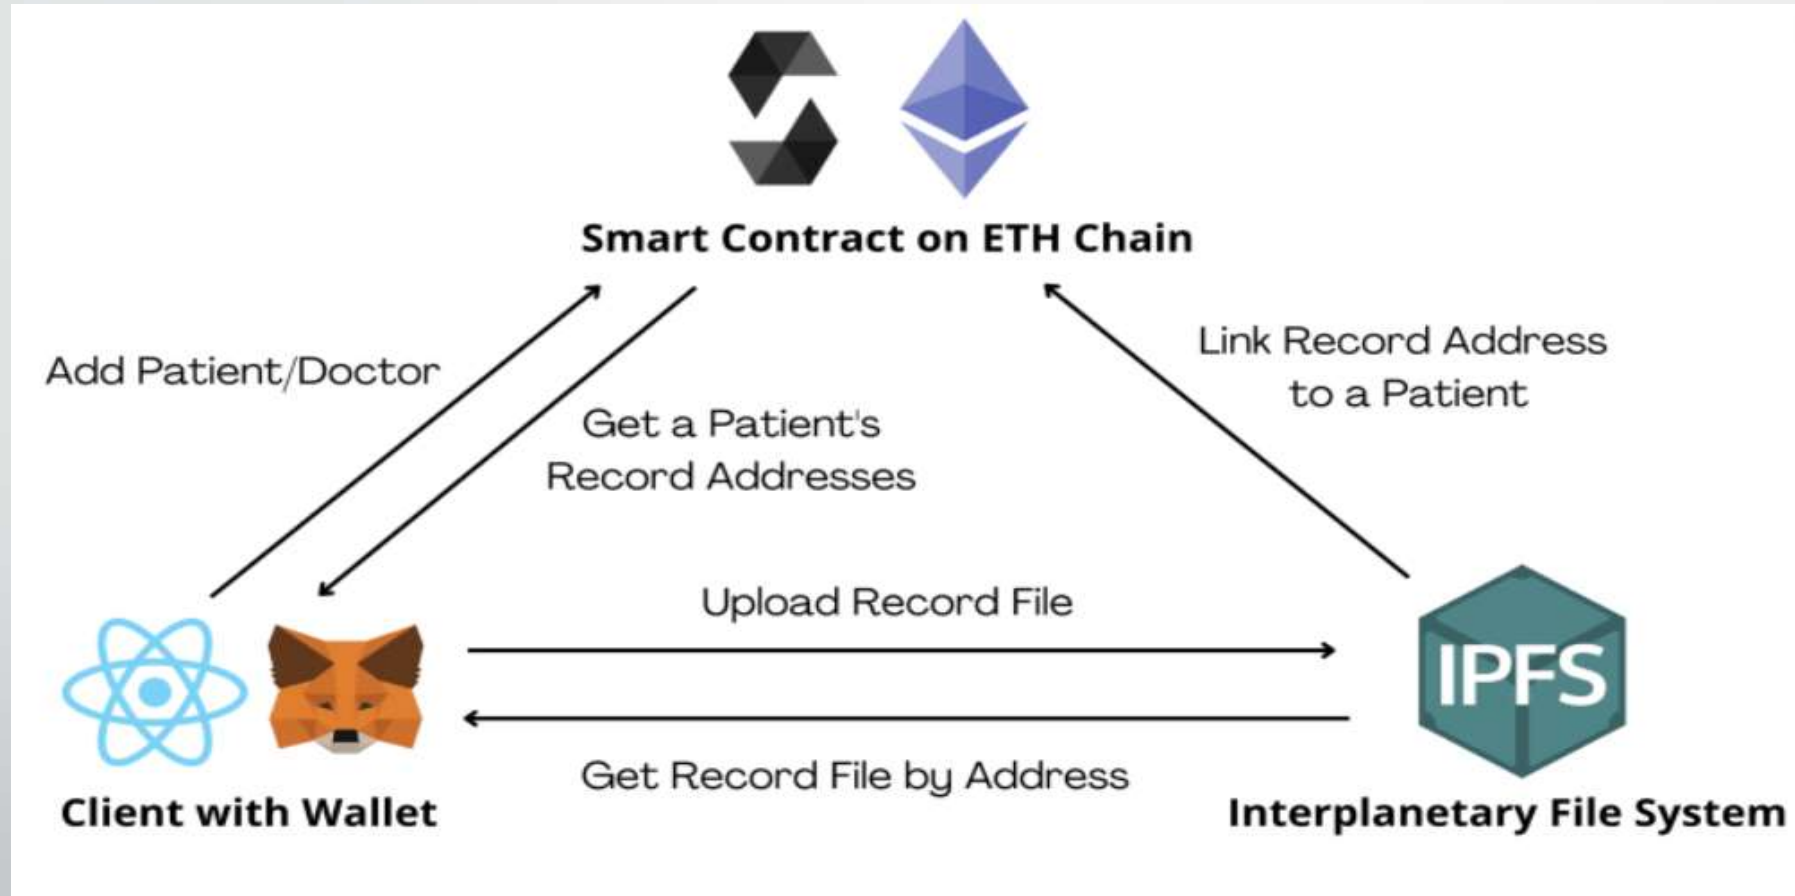 Smart Contract on ETH Chain
Add Patient/Doctor
Get a Patient's
Record Addresses
Link Record Address
to a Patient
Upload Record File
IPFS
Get Record File by Address
Client with Wallet
Interplanetary File System